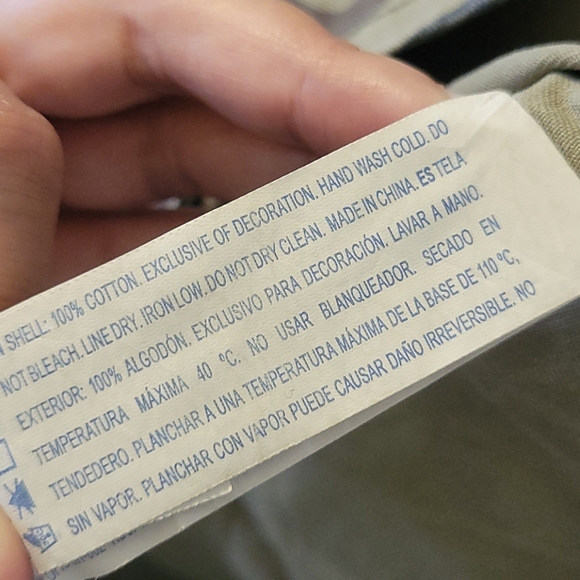 N SHELL: 100% COTTON. EXCLUSIVE OF DECORATION. HAND WASH COLD. DO
NOT BLEACH. LINE DRY. IRON LOW. DO NOT DRY CLEAN. MADE IN CHINA. ES TELA
EXTERIOR: 100% ALGODÓN. EXCLUSIVO PARA DECORACIÓN. LAVAR A MANO.
TEMPERATURA MÁXIMA 40 ºC. NO USAR BLANQUEADOR. SECADO EN
TENDEDERO. PLANCHAR A UNA TEMPERATURA MÁXIMA DE LA BASE DE 110 ºC,
SIN VAPOR. PLANCHAR CON VAPOR PUEDE CAUSAR DAÑO IRREVERSIBLE. NO